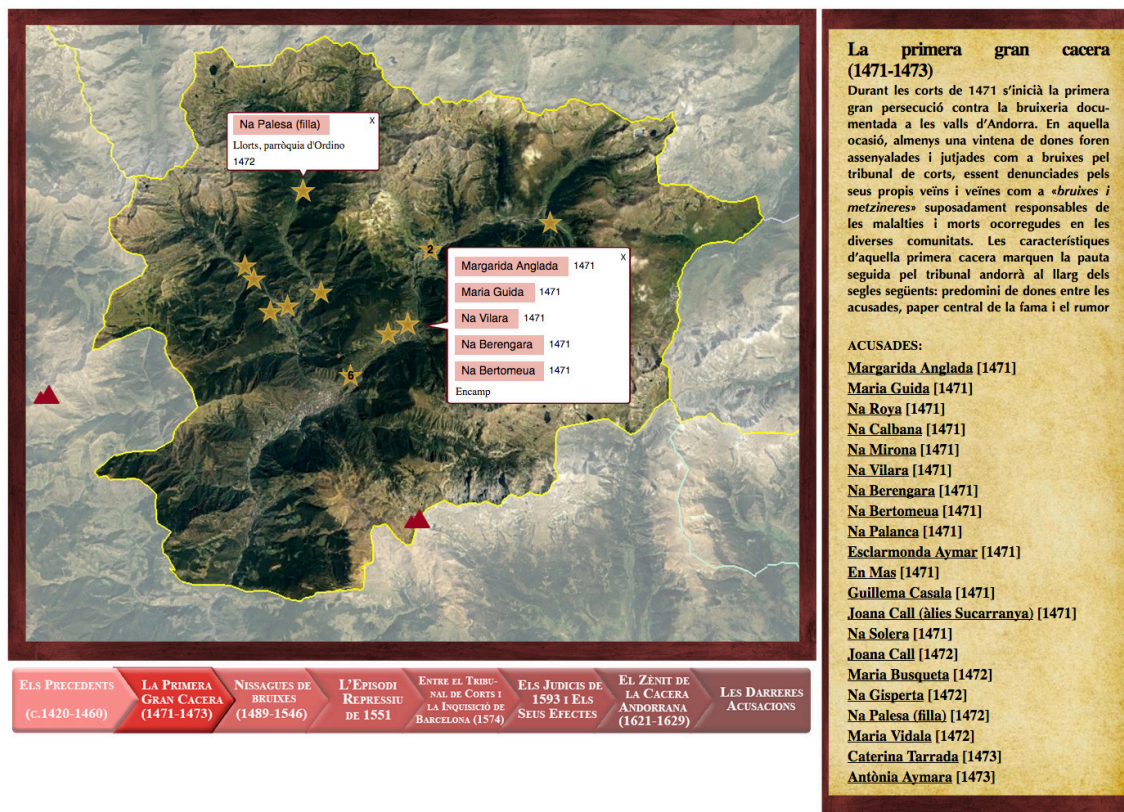 Na Palesa (filla)
X
Llorts, parròquia d'Ordino
1472
2
X
Margarida Anglada 1471
Maria Guida 1471
Na Vilara 1471
Na Berengara 1471
Na Bertomeua 1471
Encamp
6
La primera gran cacera
(1471-1473)
Durant les corts de 1471 s'inicià la primera
gran persecució contra la bruixeria docu-
mentada a les valls d'Andorra. En aquella
ocasió, almenys una vintena de dones foren
assenyalades i jutjades com a bruixes pel
tribunal de corts, essent denunciades pels
seus propis veïns i veïnes com a «bruixes i
metzineres» suposadament responsables de
les malalties i morts ocorregudes en les
diverses comunitats. Les característiques
d'aquella primera cacera marquen la pauta
seguida pel tribunal andorrà al llarg dels
segles següents: predomini de dones entre les
acusades, paper central de la fama i el rumor
ACUSADES:
Margarida Anglada [1471]
Maria Guida [1471]
Na Roya [1471]
Na Calbana [1471]
Na Mirona [1471]
Na Vilara [1471]
Na Berengara [1471]
Na Bertomeua [1471]
Na Palanca [1471]
Esclarmonda Aymar [1471]
En Mas [1471]
Guillema Casala [1471]
Joana Call (àlies Sucarranya) [1471]
Na Solera [1471]
Joana Call [1472]
Maria Busqueta [1472]
Na Gisperta [1472]
Na Palesa (filla) [1472]
Maria Vidala [1472]
Caterina Tarrada [1473]
Antònia Aymara [1473]
Els Precedents
(c.1420-1460)
La Primera
Gran Cacera
(1471-1473)
Nissagues de
bruixes
(1489-1546)
L'Episodi
Repressiu
de 1551
Entre el Tribu-
nal de Corts i
la Inquisició de
Barcelona (1574)
Els Judicis de
1593 i Els
Seus Efectes
El Zènit de
la Cacera
Andorrana
(1621-1629)
Les Darreres
Acusacions